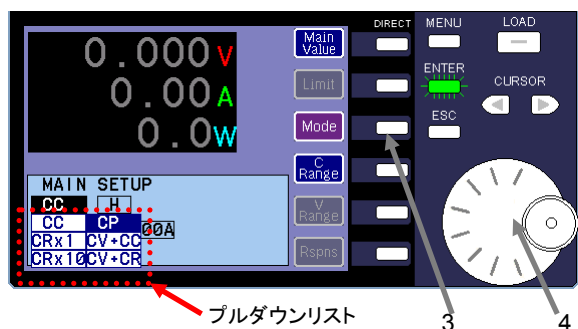 DIRECT MENU LOAD
0.000V
0.00A
0.0W
Main
Value
Limit
Mode
C
Range
V
Range
Rspns
ENTER
CURSOR
ESC
MAIN SETUP
CC H
CC CP 00A
CRx1 CV+CC
CRx10 CV+CR
プルダウンリスト
3
4